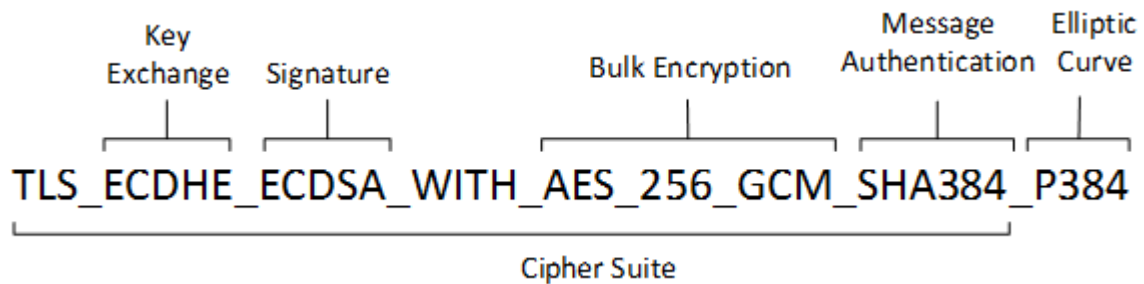 Key Exchange
Signature
Bulk Encryption
Message Authentication
Elliptic Curve
TLS_ECDHE_ECDSA_WITH_AES_256_GCM_SHA384_P384
Cipher Suite